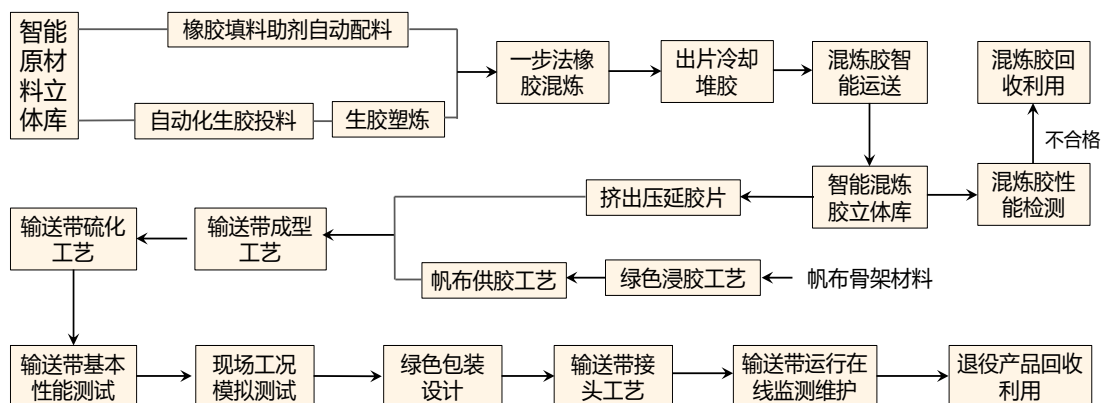 智能
原材
料立
体库
橡胶填料助剂自动配料
自动化生胶投料
生胶塑炼
一步法橡
胶混炼
出片冷却
堆胶
混炼胶智
能运送
混炼胶回
收利用
不合格
智能混炼
胶立体库
混炼胶性
能检测
挤出压延胶片
输送带硫化
工艺
输送带成型
工艺
帆布供胶工艺
绿色浸胶工艺
帆布骨架材料
输送带基本
性能测试
现场工况
模拟测试
绿色包装
设计
输送带接
头工艺
输送带运行在
线监测维护
退役产品回收
利用